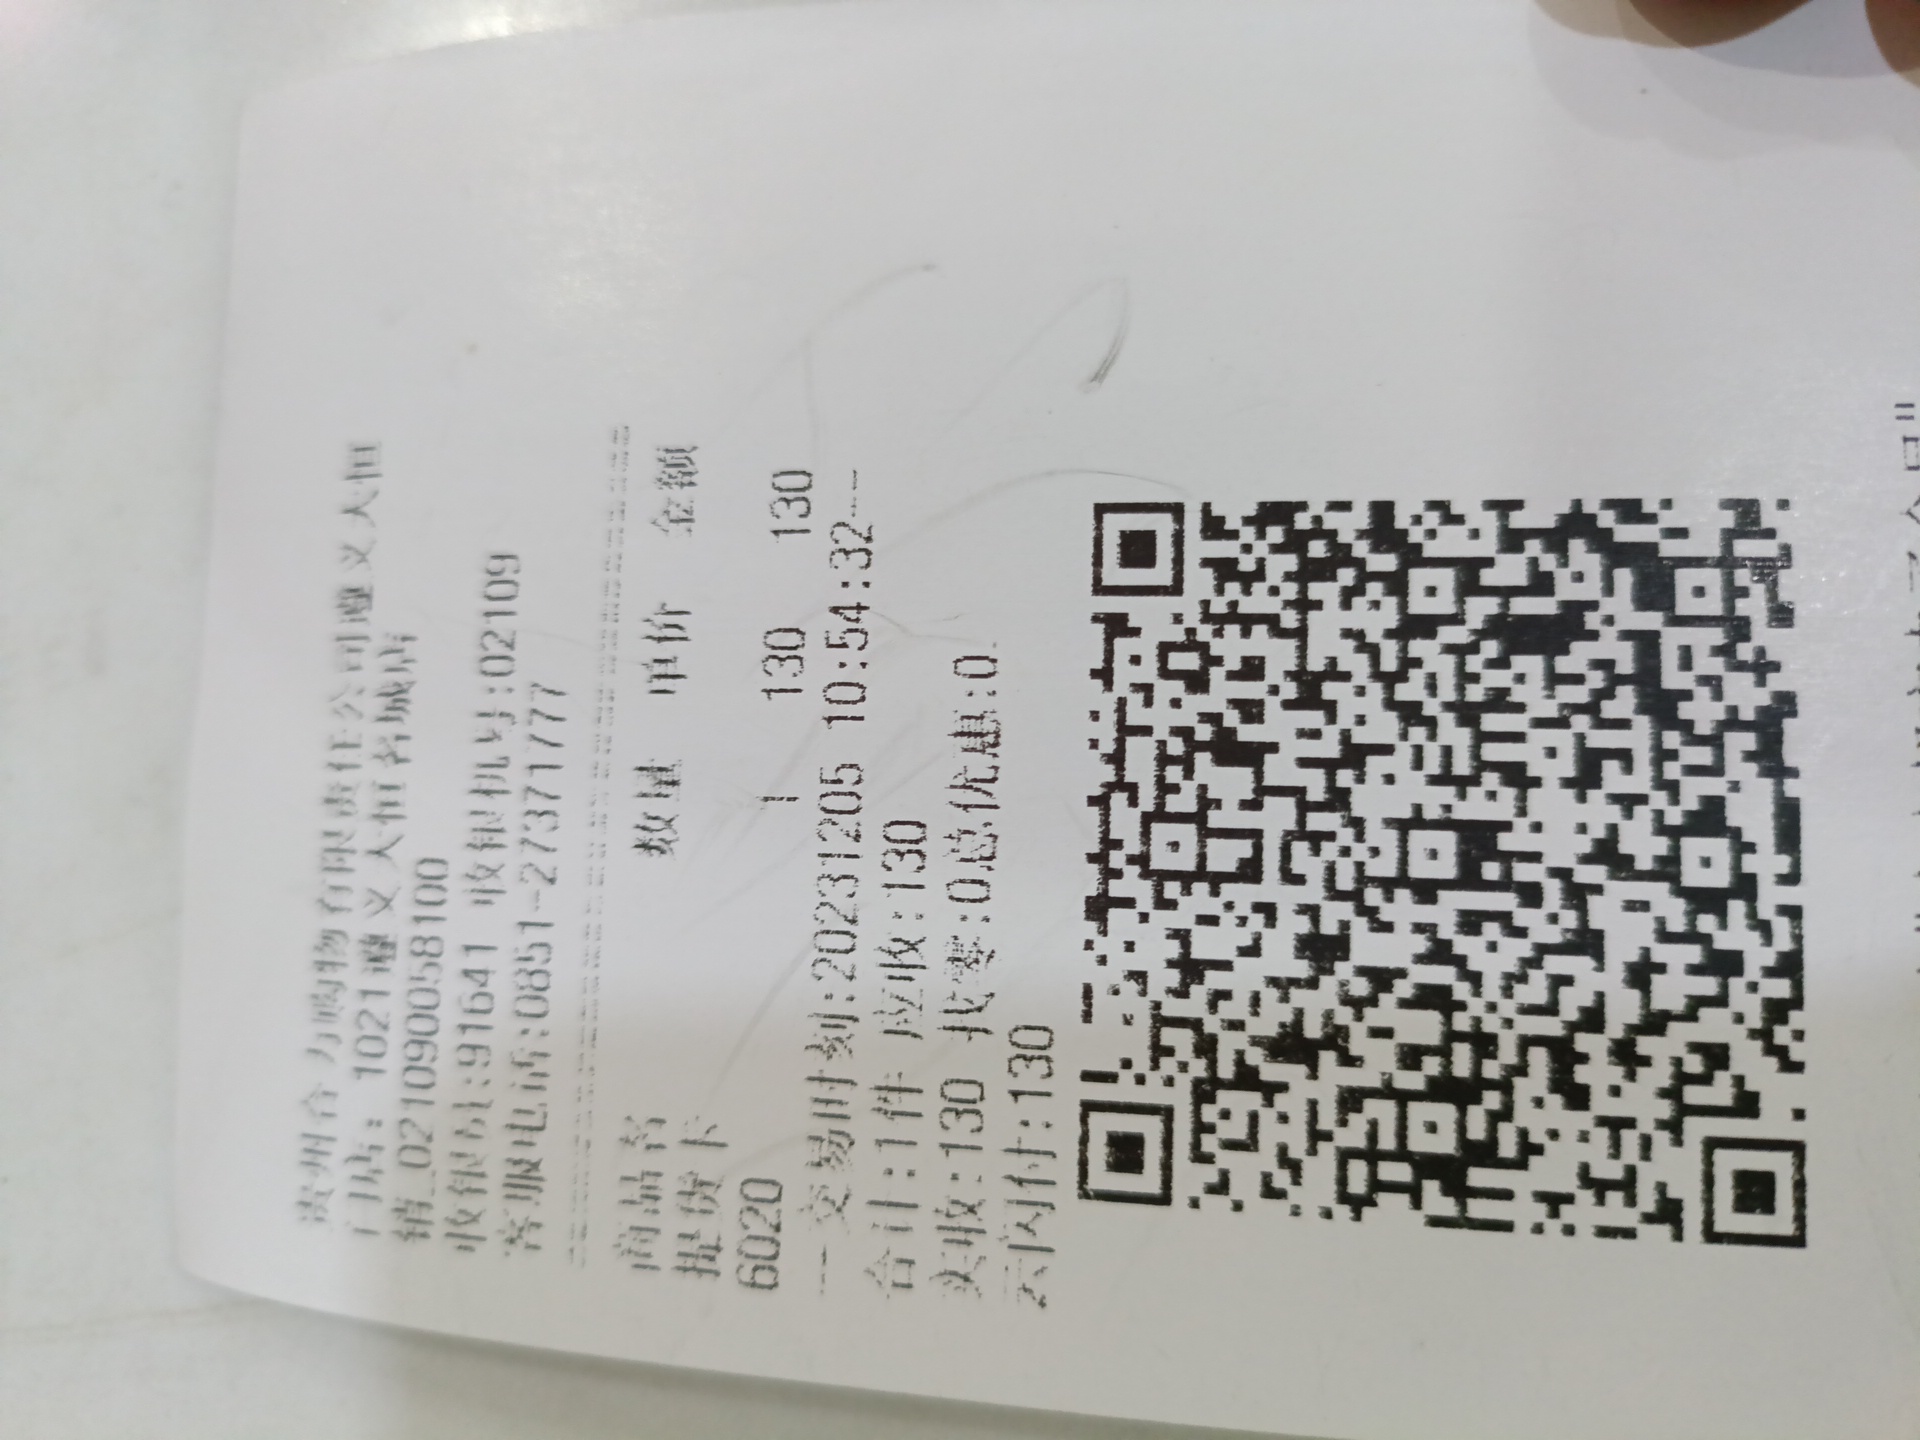 贵州合力购物有限责任公司遵义大恒
门店: 1021遵义大恒名城店
销_0210900058100
收银员:91641 收银机号:02109
客服电话:0851-27371777
商品名 数量 单价 金额
提货卡
6020 1 130 130
---交易时刻:20231205 10:54:32---
合计:1件 应收:130
实收:130 找零:0总优惠:0
云闪付:130